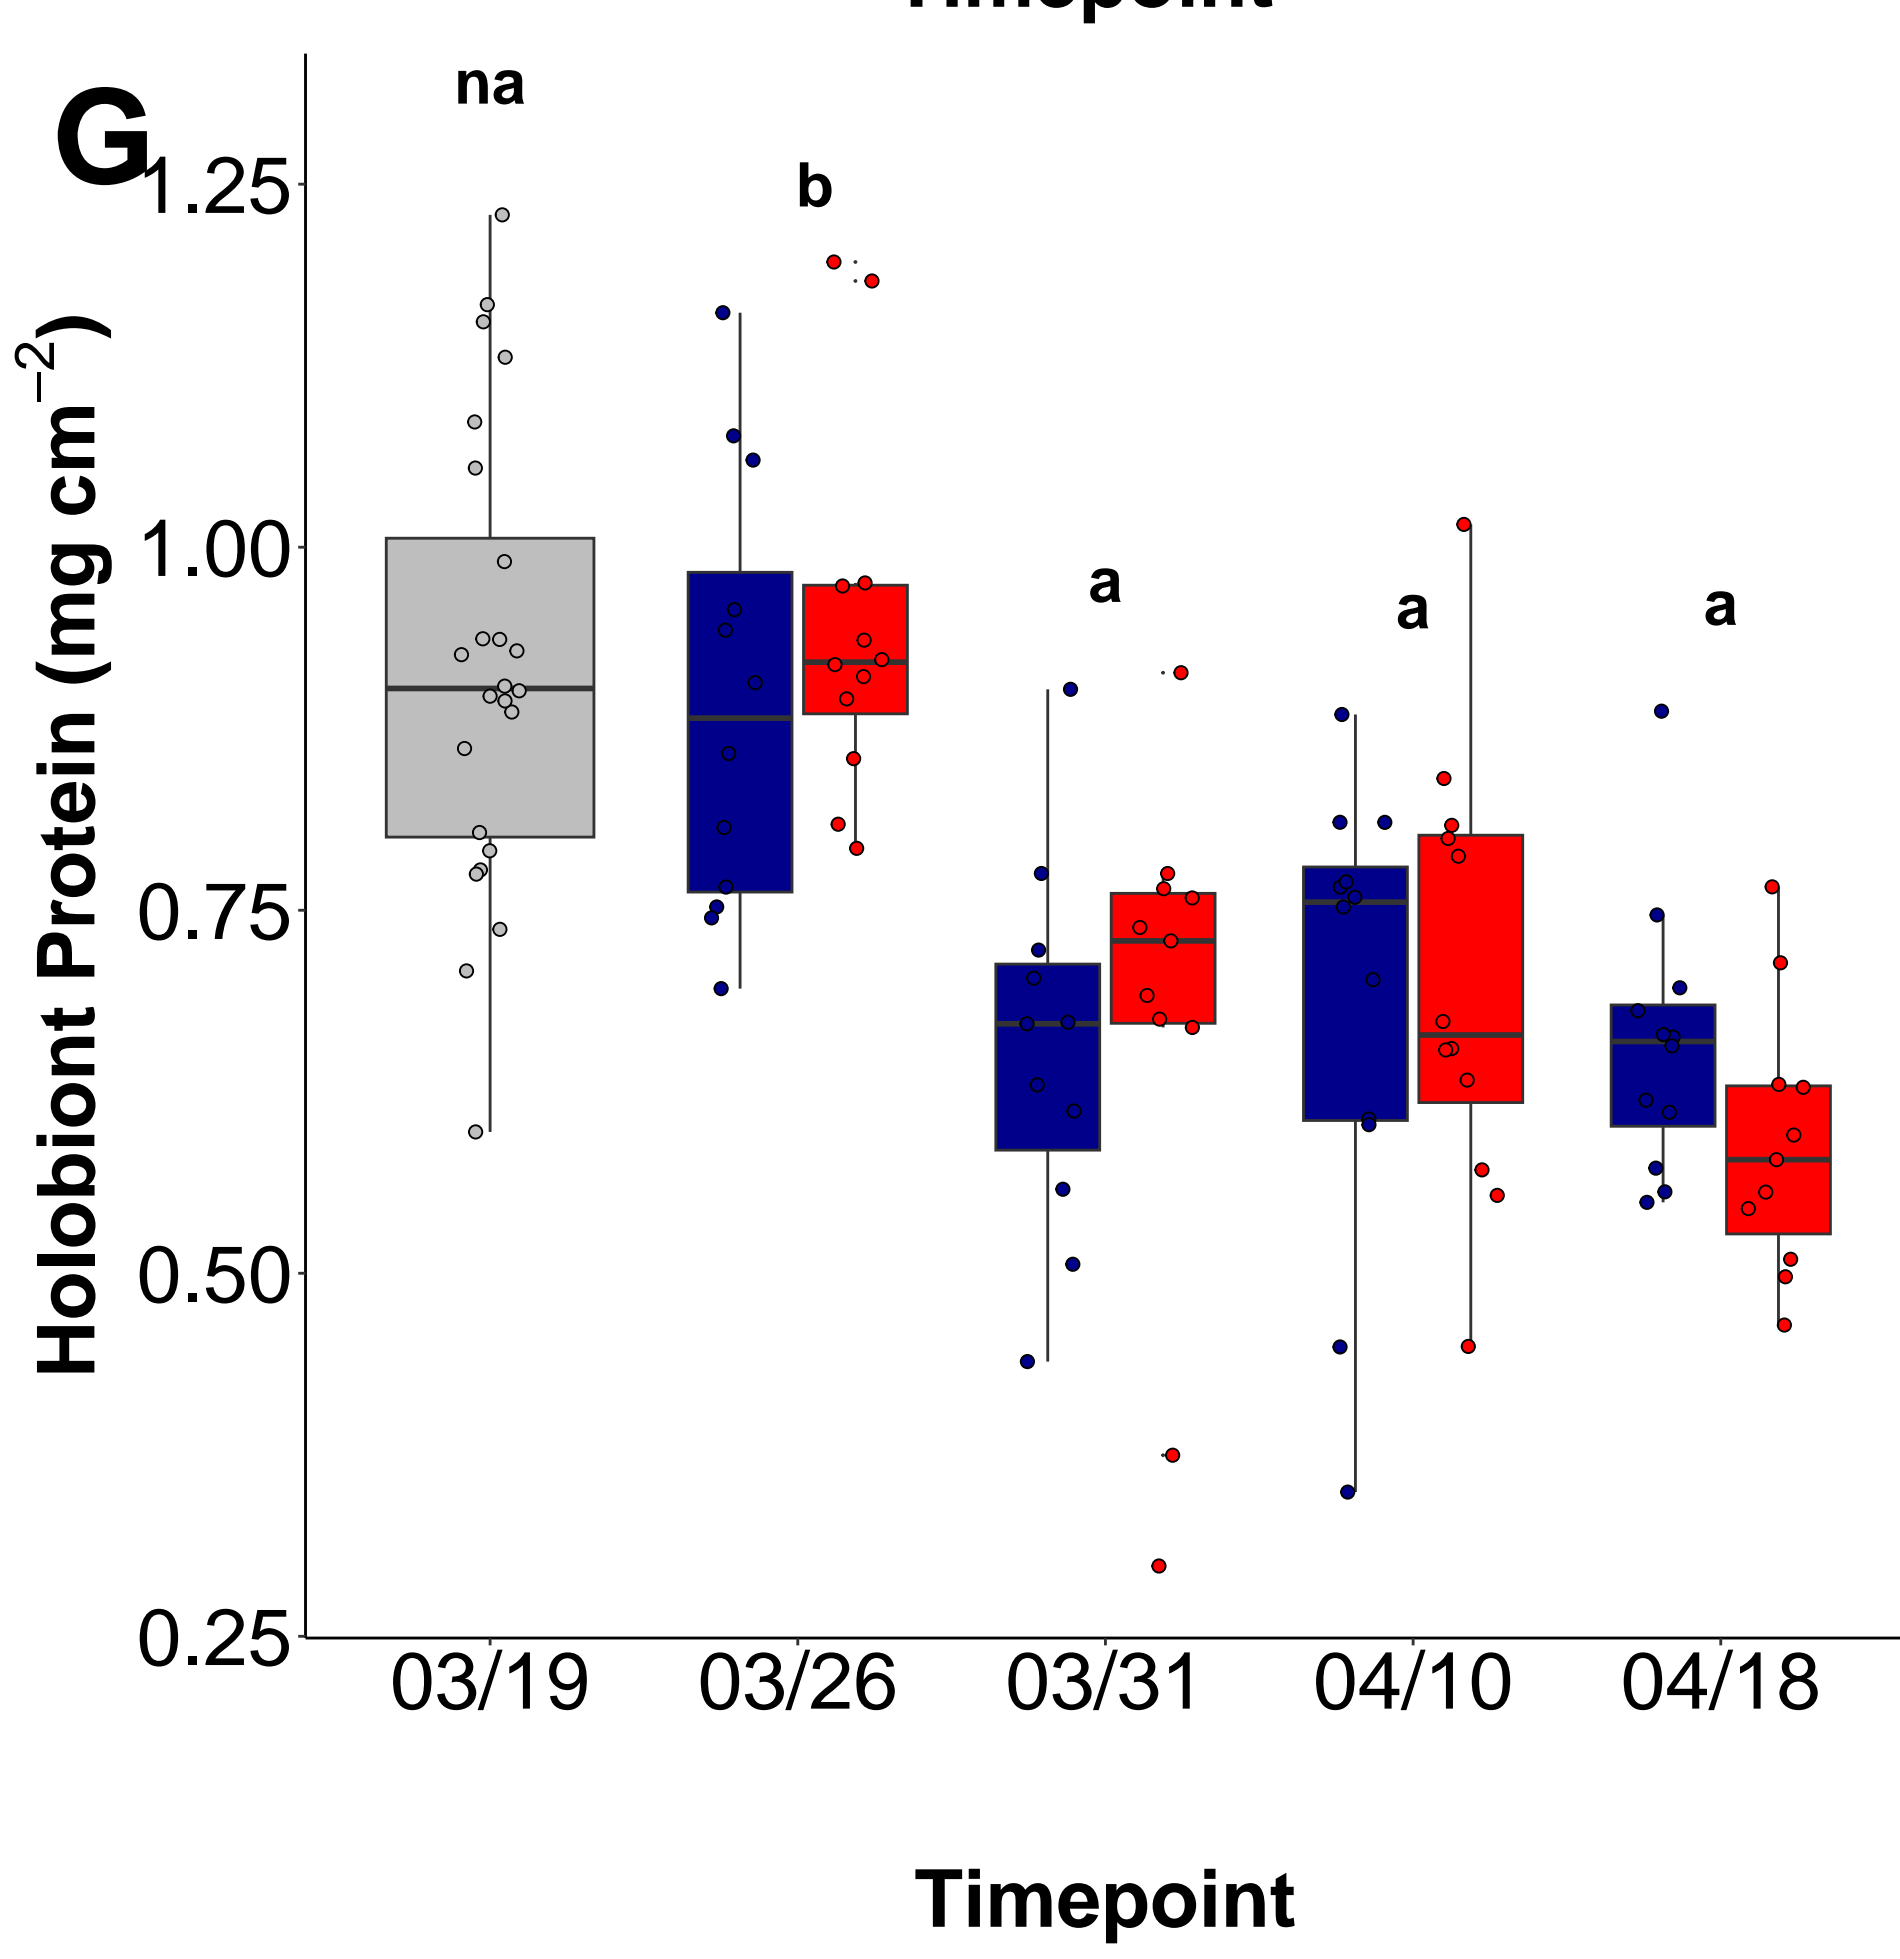 Timepoint
G
na
b
a
a
a
Holobiont Protein (mg cm⁻²)
1.25
1.00
0.75
0.50
0.25
03/19 03/26 03/31 04/10 04/18
Timepoint